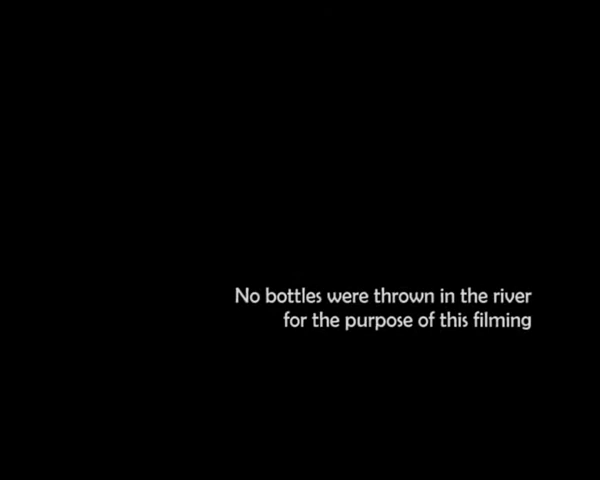 No bottles were thrown in the river
for the purpose of this filming